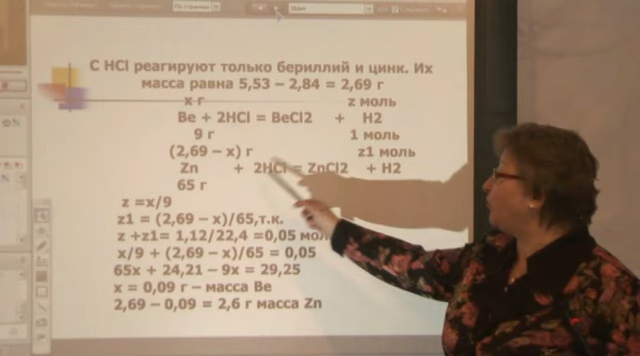 С HCl реагируют только бериллий и цинк. Их
масса равна 5,53 – 2,84 = 2,69 г
х г z моль
Be + 2HCl = BeCl2 + H2
9 г 1 моль
(2,69 – х) г z1 моль
Zn + 2HCl = ZnCl2 + H2
65 г
z =х/9
z1 = (2,69 – х)/65,т.к.
z +z1= 1,12/22,4 =0,05 мол
х/9 + (2,69 – х)/65 = 0,05
65х + 24,21 – 9х = 29,25
х = 0,09 г – масса Be
2,69 – 0,09 = 2,6 г масса Zn